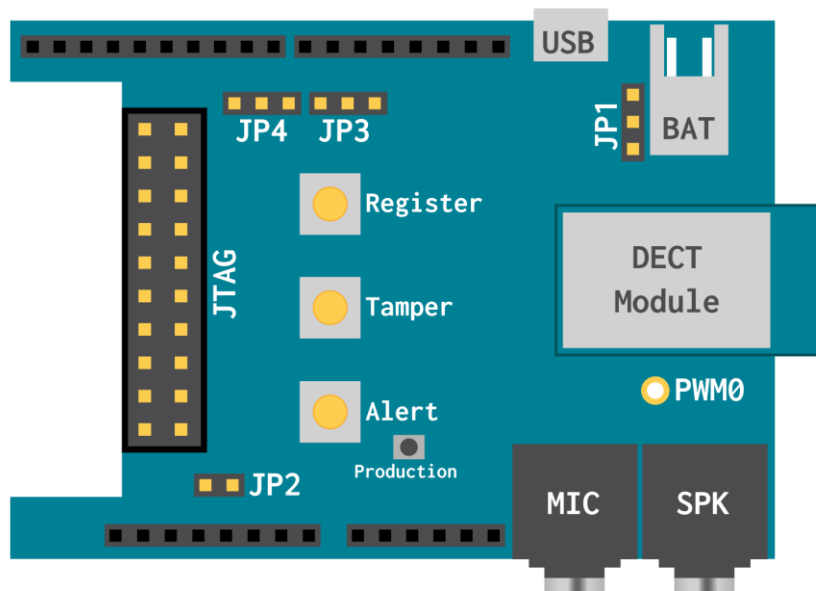 USB
JP4
JP3
JP1
BAT
Register
DECT
Module
JTAG
Tamper
PWM0
Alert
Production
JP2
MIC
SPK